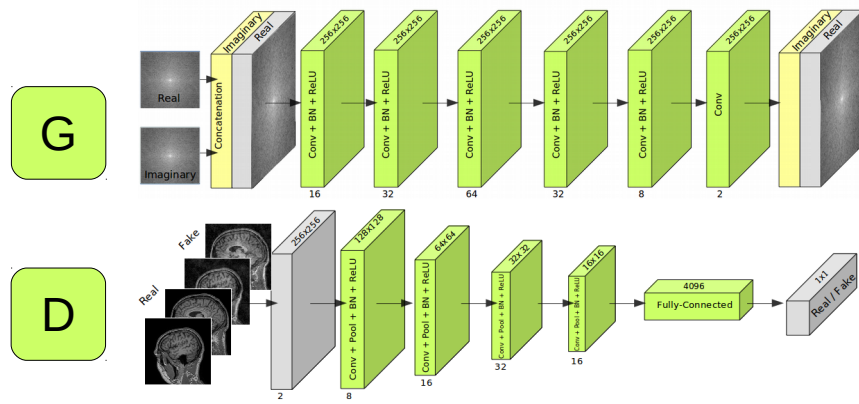 G
Real
Imaginary
Concatenation
Imaginary
Real
256x256
Conv + BN + ReLU
16
256x256
Conv + BN + ReLU
32
256x256
Conv + BN + ReLU
64
256x256
Conv + BN + ReLU
32
256x256
Conv + BN + ReLU
8
256x256
Conv
2
Imaginary
Real
D
Fake
Real
256x256
2
128x128
Conv + Pool + BN + ReLU
8
64x64
Conv + Pool + BN + ReLU
16
32x32
Conv + Pool + BN + ReLU
32
16x16
Conv + Pool + BN + ReLU
16
4096
Fully-Connected
1x1
Real / Fake